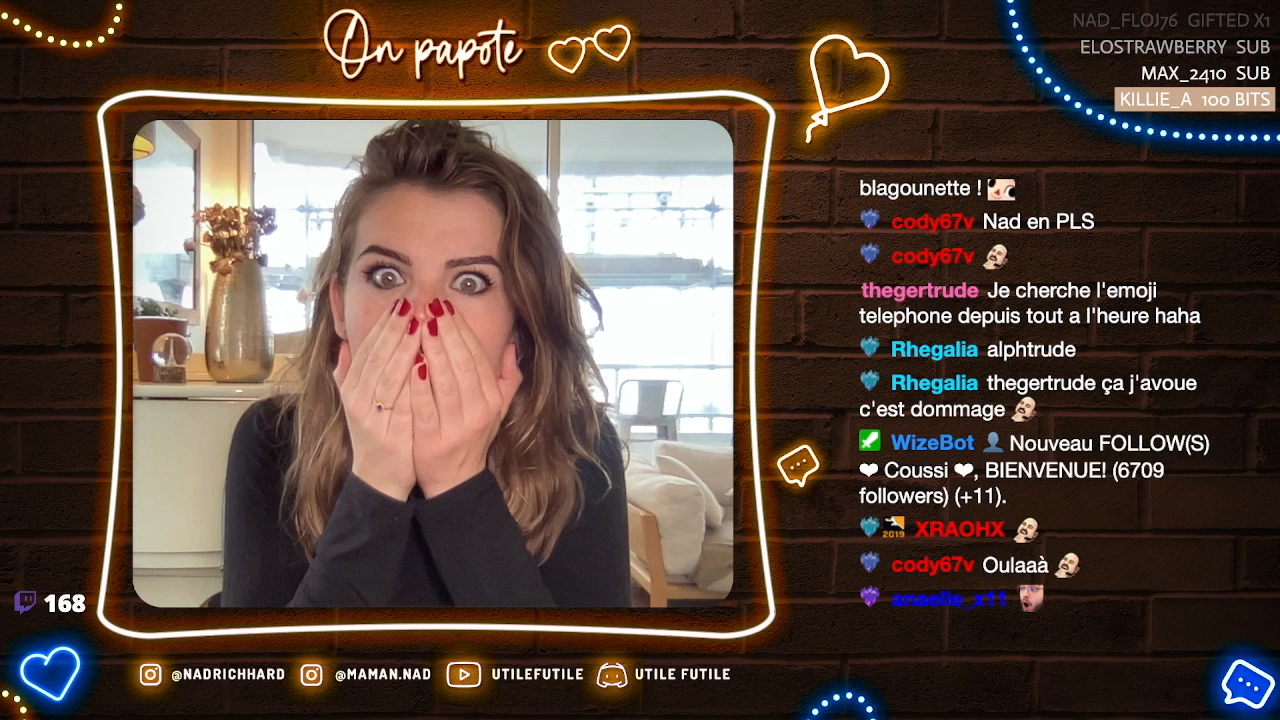 On papote
NAD_FLOJ76 GIFTED X1
ELOSTRAWBERRY SUB
MAX_2410 SUB
KILLIE_A 100 BITS
blagounette !
cody67v Nad en PLS
cody67v
thegertrude Je cherche l'emoji
telephone depuis tout a l'heure haha
Rhegalia alphtrude
Rhegalia thegertrude ça j'avoue
c'est dommage
WizeBot 👤 Nouveau FOLLOW(S)
❤ Coussi ❤, BIENVENUE! (6709
followers) (+11).
2019 XRAOHX
cody67v Oulaaà
anaelle_x11
168
@NADRICHHARD @MAMAN.NAD UTILEFUTILE UTILE FUTILE